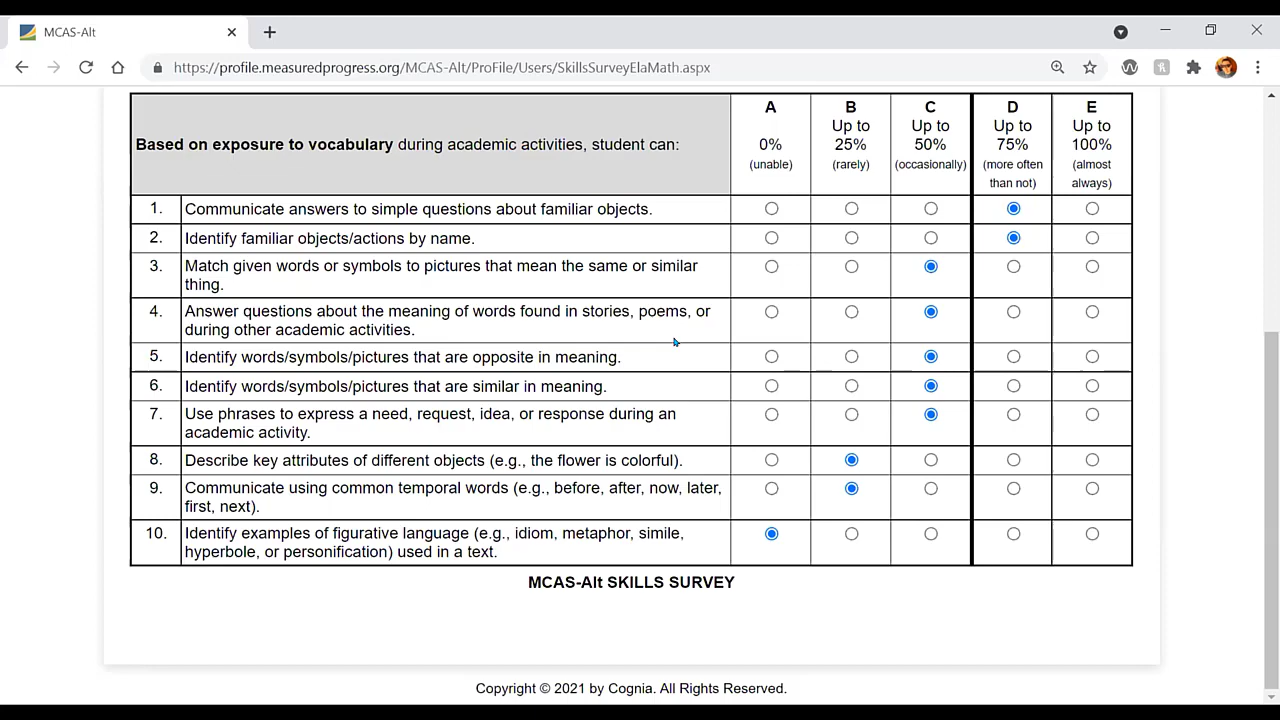 MCAS-Alt
https://profile.measuredprogress.org/MCAS-Alt/ProFile/Users/SkillsSurveyElaMath.aspx
Based on exposure to vocabulary during academic activities, student can:
A
0%
(unable)
B
Up to
25%
(rarely)
C
Up to
50%
(occasionally)
D
Up to
75%
(more often
than not)
E
Up to
100%
(almost
always)
1. Communicate answers to simple questions about familiar objects.
2. Identify familiar objects/actions by name.
3. Match given words or symbols to pictures that mean the same or similar
thing.
4. Answer questions about the meaning of words found in stories, poems, or
during other academic activities.
5. Identify words/symbols/pictures that are opposite in meaning.
6. Identify words/symbols/pictures that are similar in meaning.
7. Use phrases to express a need, request, idea, or response during an
academic activity.
8. Describe key attributes of different objects (e.g., the flower is colorful).
9. Communicate using common temporal words (e.g., before, after, now, later,
first, next).
10. Identify examples of figurative language (e.g., idiom, metaphor, simile,
hyperbole, or personification) used in a text.
MCAS-Alt SKILLS SURVEY
Copyright © 2021 by Cognia. All Rights Reserved.